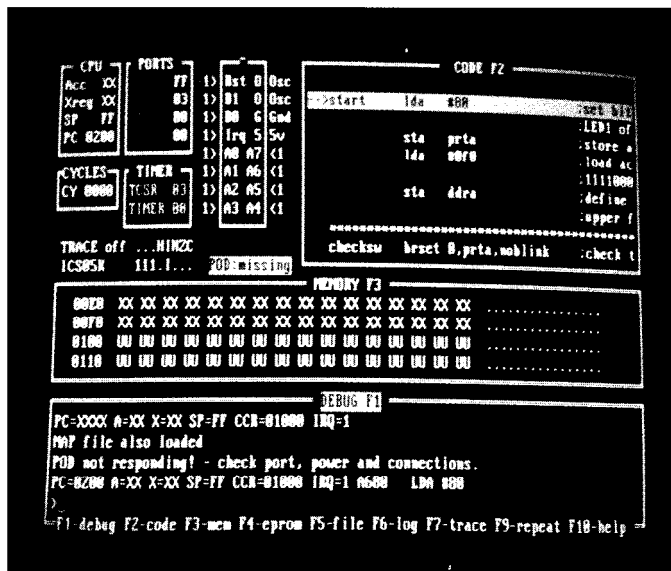 CPU
Acc XX
Xreg XX
SP FF
PC 0200
PORTS
FF
03
00
00
1> Rst O Osc
1> B1 O Osc
1> B0 G Gnd
1> Irq 5 5v
1> A0 A7 <1
1> A1 A6 <1
1> A2 A5 <1
1> A3 A4 <1
CYCLES
CY 0000
TIMER
TCSR 03
TIMER 00
TRACE off ...HINZC
ICS05K 111.I... POD:missing
CODE F2
->start lda #00
;LED1 of
sta prta ;store a
lda #0f0 ;load ac
;1111000
sta ddra ;define
;upper f
********************************
checksw brset 0,prta,noblink ;check t
MEMORY F3
00E0 XX XX XX XX XX XX XX XX XX XX XX XX XX XX XX XX ................
00F0 XX XX XX XX XX XX XX XX XX XX XX XX XX XX XX XX ................
0100 UU UU UU UU UU UU UU UU UU UU UU UU UU UU UU UU ................
0110 UU UU UU UU UU UU UU UU UU UU UU UU UU UU UU UU ................
DEBUG F1
PC=XXXX A=XX X=XX SP=FF CCR=01000 IRQ=1
MAP file also loaded
POD not responding! - check port, power and connections.
PC=0200 A=XX X=XX SP=FF CCR=01000 IRQ=1 A600 LDA #00
>_
F1-debug F2-code F3-mem F4-eprom F5-file F6-log F7-trace F9-repeat F10-help